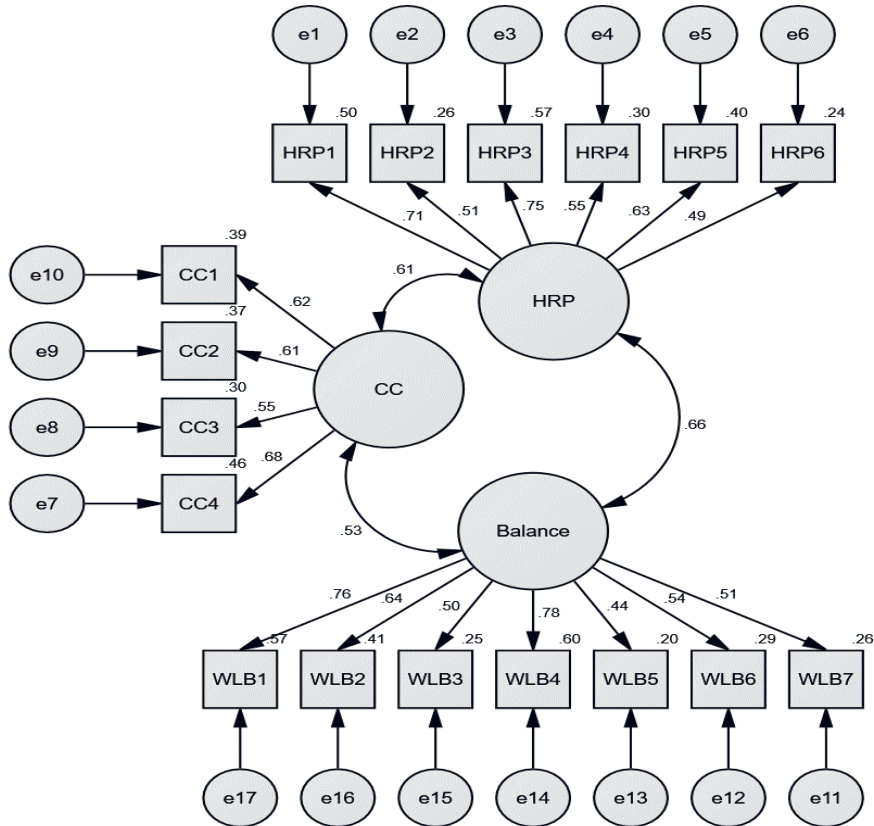 e1 e2 e3 e4 e5 e6
.50 .26 .57 .30 .40 .24
HRP1 HRP2 HRP3 HRP4 HRP5 HRP6
.71 .51 .75 .55 .63 .49
.39
e10 CC1 .61 HRP
.62
.37
e9 CC2 .61
.30 CC
e8 CC3 .55
.66
.46 .68
e7 CC4
.53 Balance
.76 .64 .50 .78 .44 .54 .51
.57 .41 .25 .60 .20 .29 .26
WLB1 WLB2 WLB3 WLB4 WLB5 WLB6 WLB7
e17 e16 e15 e14 e13 e12 e11